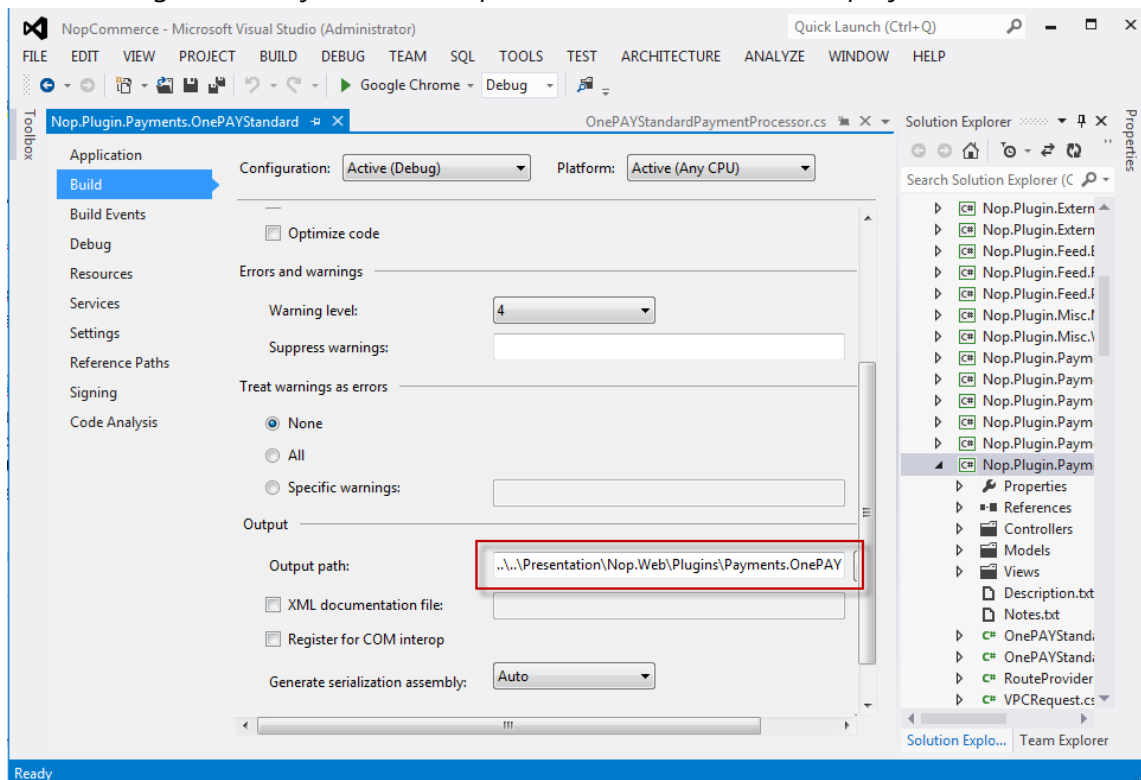 NopCommerce - Microsoft Visual Studio (Administrator)
Quick Launch (Ctrl+Q)
FILE EDIT VIEW PROJECT BUILD DEBUG TEAM SQL TOOLS TEST ARCHITECTURE ANALYZE WINDOW HELP
Google Chrome
Debug
Toolbox
Nop.Plugin.Payments.OnePAYStandard
OnePAYStandardPaymentProcessor.cs
Application
Build
Build Events
Debug
Resources
Services
Settings
Reference Paths
Signing
Code Analysis
Configuration: Active (Debug)
Platform: Active (Any CPU)
Optimize code
Errors and warnings
Warning level: 4
Suppress warnings:
Treat warnings as errors
None
All
Specific warnings:
Output
Output path: ..\..\Presentation\Nop.Web\Plugins\Payments.OnePAY
XML documentation file:
Register for COM interop
Generate serialization assembly: Auto
Solution Explorer
Search Solution Explorer (C
C# Nop.Plugin.Extern
C# Nop.Plugin.Extern
C# Nop.Plugin.Feed.
C# Nop.Plugin.Feed.
C# Nop.Plugin.Feed.
C# Nop.Plugin.Misc.
C# Nop.Plugin.Misc.
C# Nop.Plugin.Paym
C# Nop.Plugin.Paym
C# Nop.Plugin.Paym
C# Nop.Plugin.Paym
C# Nop.Plugin.Paym
C# Nop.Plugin.Paym
Properties
References
Controllers
Models
Views
Description.txt
Notes.txt
C# OnePAYStand
C# OnePAYStand
C# RouteProvider
C# VPCRequest.cs
Solution Explo... Team Explorer
Properties
Ready